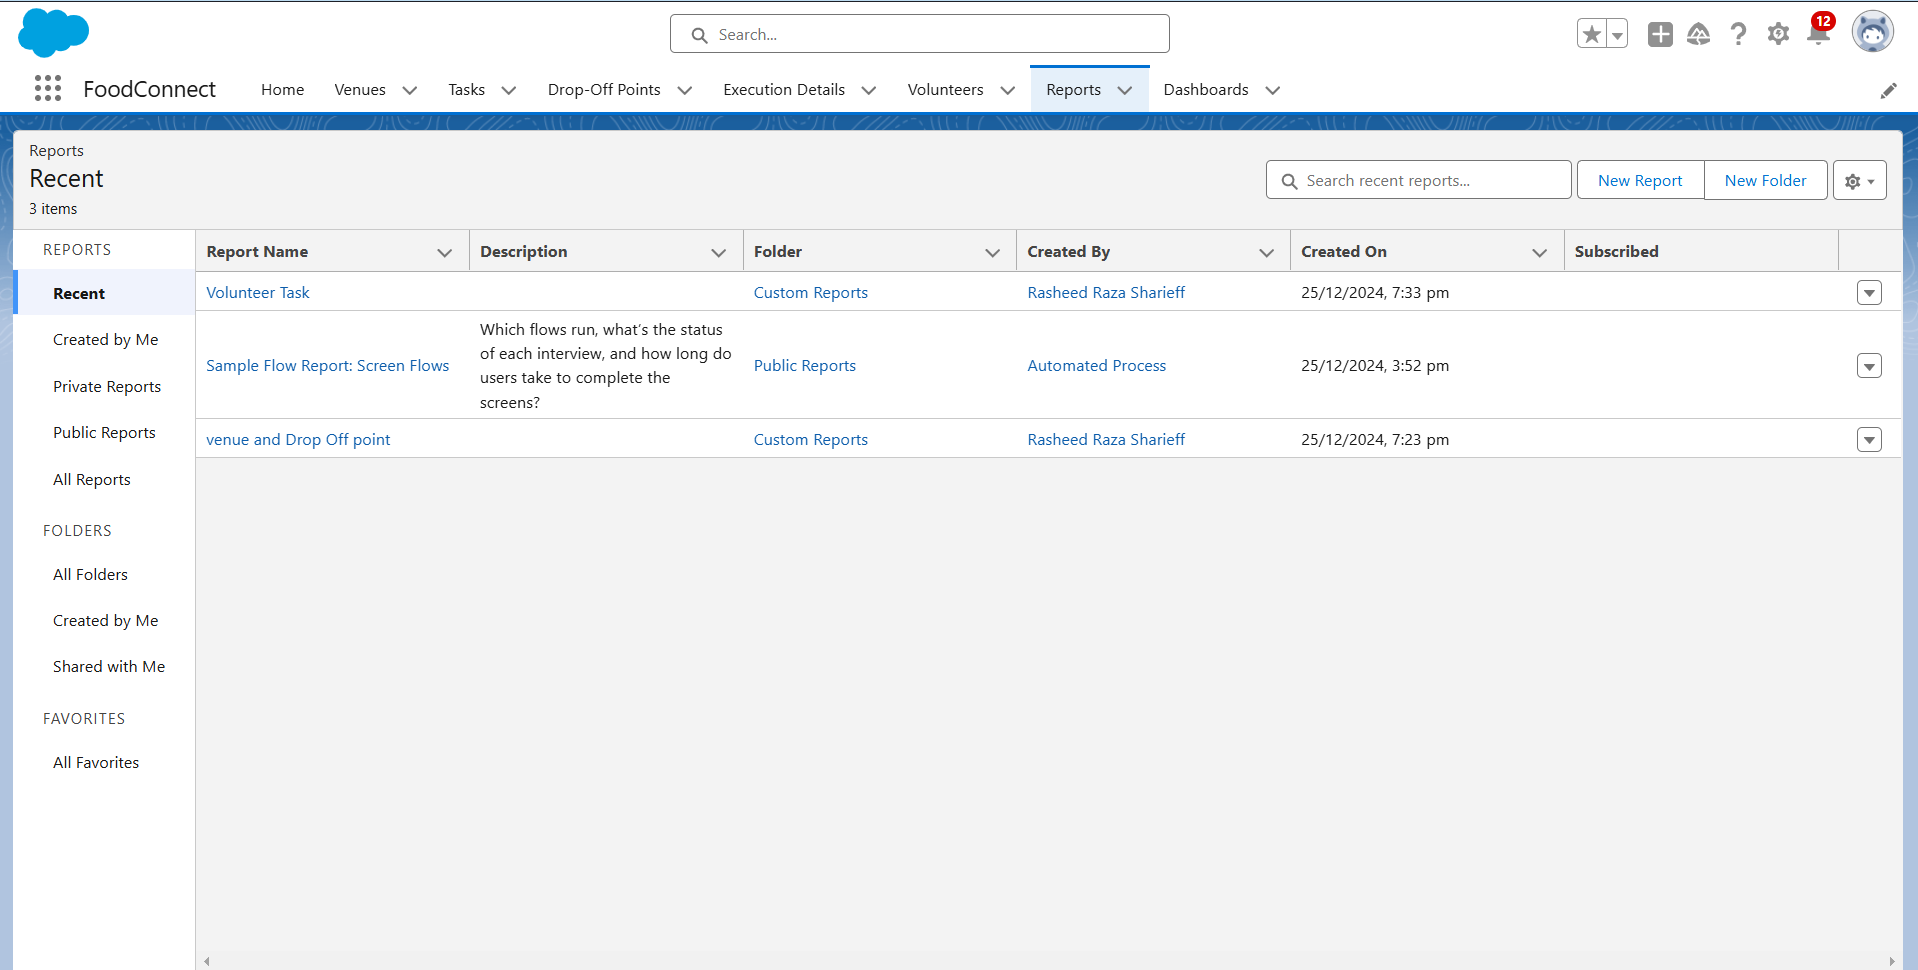 Search...
12
FoodConnect
Home
Venues
Tasks
Drop-Off Points
Execution Details
Volunteers
Reports
Dashboards
Reports
Recent
3 items
Search recent reports...
New Report
New Folder
REPORTS
Recent
Created by Me
Private Reports
Public Reports
All Reports
FOLDERS
All Folders
Created by Me
Shared with Me
FAVORITES
All Favorites
Report Name
Description
Folder
Created By
Created On
Subscribed
Volunteer Task
Custom Reports
Rasheed Raza Sharieff
25/12/2024, 7:33 pm
Sample Flow Report: Screen Flows
Which flows run, what's the status
of each interview, and how long do
users take to complete the
screens?
Public Reports
Automated Process
25/12/2024, 3:52 pm
venue and Drop Off point
Custom Reports
Rasheed Raza Sharieff
25/12/2024, 7:23 pm